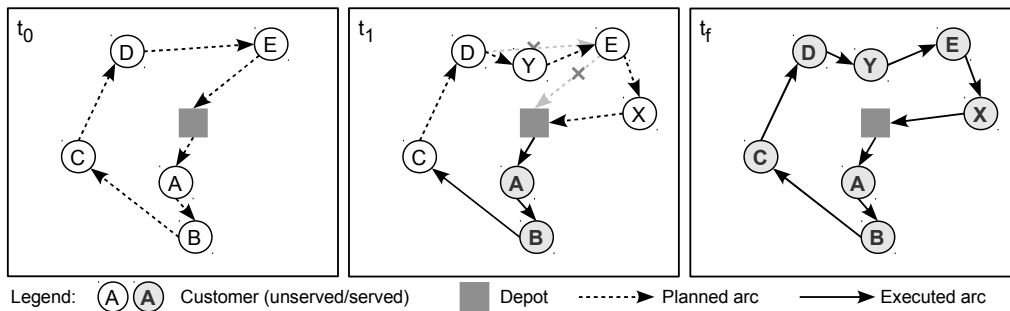 t0
D
E
C
A
B
t1
D
Y
E
X
C
A
B
tf
D
Y
E
X
C
A
B
Legend: A A Customer (unserved/served) Depot Planned arc Executed arc